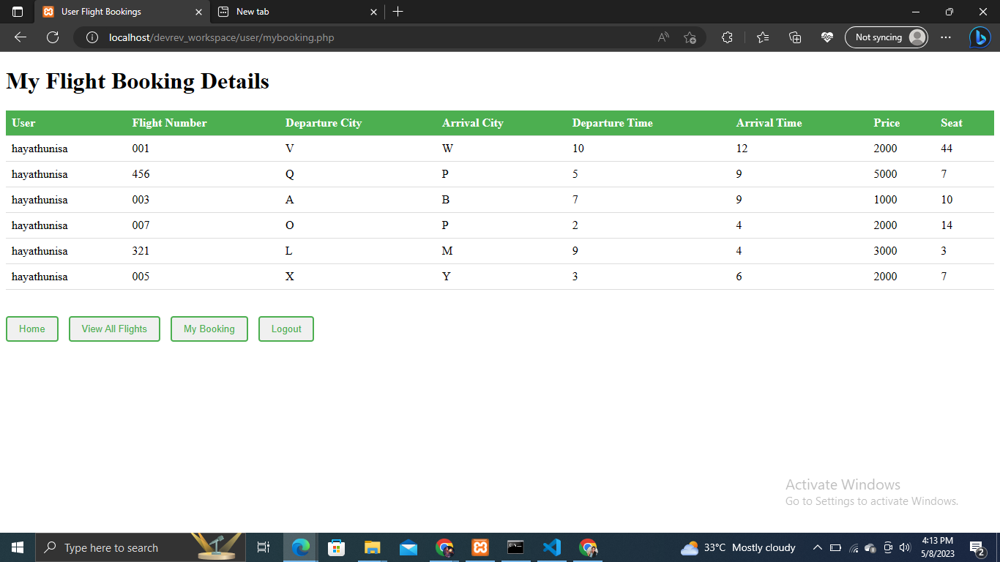 User Flight Bookings
New tab
localhost/devrev_workspace/user/mybooking.php
Not syncing
My Flight Booking Details
User Flight Number Departure City Arrival City Departure Time Arrival Time Price Seat
hayathunisa 001 V W 10 12 2000 44
hayathunisa 456 Q P 5 9 5000 7
hayathunisa 003 A B 7 9 1000 10
hayathunisa 007 O P 2 4 2000 14
hayathunisa 321 L M 9 4 3000 3
hayathunisa 005 X Y 3 6 2000 7
Home View All Flights My Booking Logout
Activate Windows
Go to Settings to activate Windows.
Type here to search
33°C Mostly cloudy
4:13 PM
5/8/2023
2